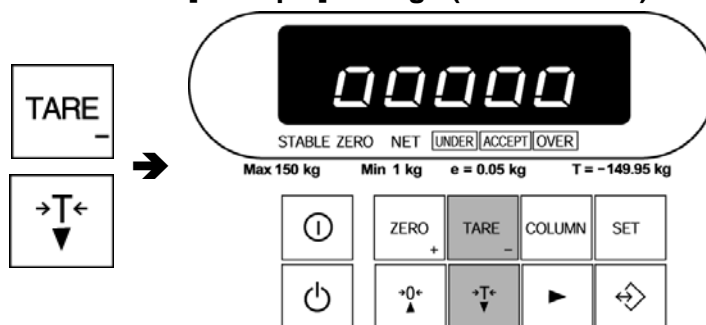 TARE
−
→T←
00000
STABLE ZERO NET UNDER ACCEPT OVER
Max 150 kg Min 1 kg e = 0.05 kg T = −149.95 kg
ZERO TARE COLUMN SET
+ −
→0← →T←